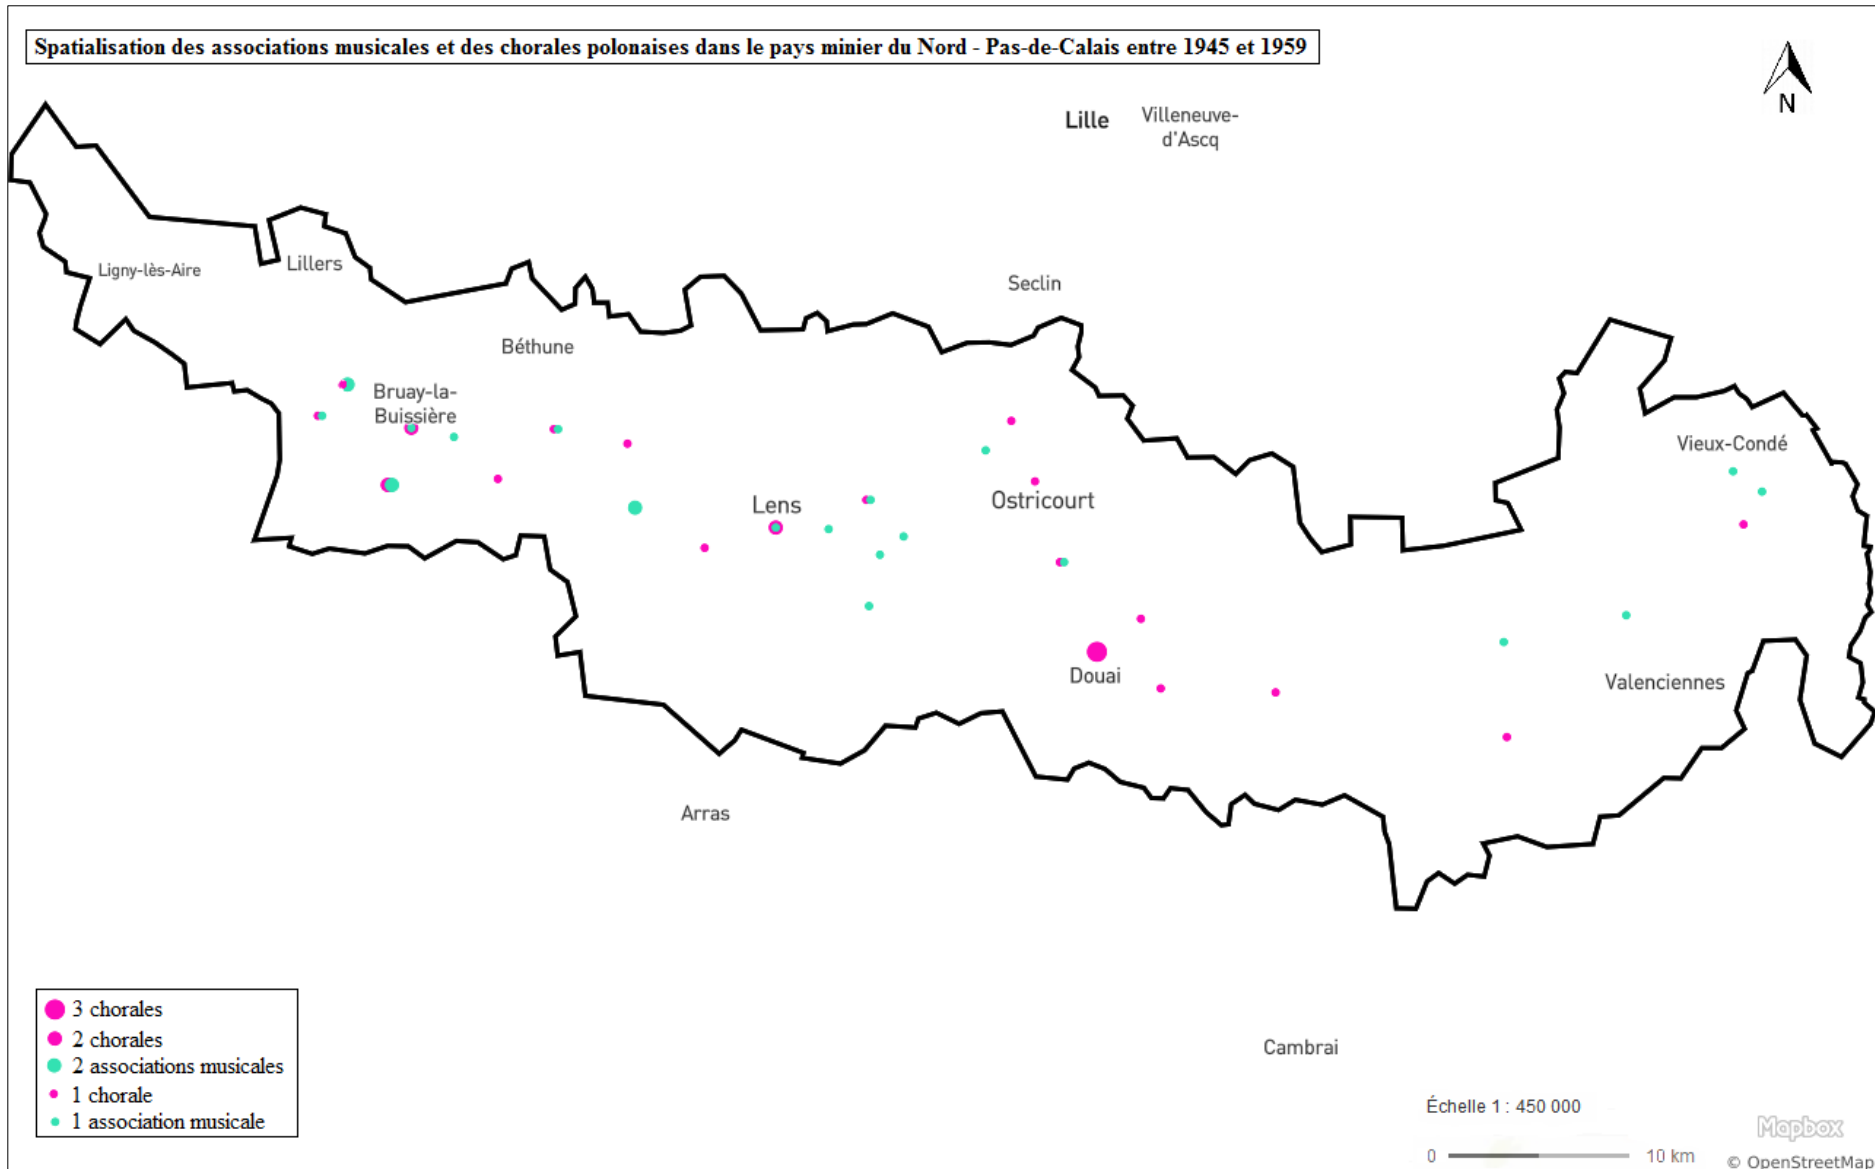 Spatialisation des associations musicales et des chorales polonaises dans le pays minier du Nord - Pas-de-Calais entre 1945 et 1959
N
Lille
Villeneuve-
d'Ascq
Ligny-lès-Aire
Lillers
Seclin
Béthune
Bruay-la-
Buissière
Vieux-Condé
Lens
Ostricourt
Douai
Valenciennes
Arras
Cambrai
3 chorales
2 chorales
2 associations musicales
1 chorale
1 association musicale
Échelle 1 : 450 000
0 10 km
Mapbox
© OpenStreetMap